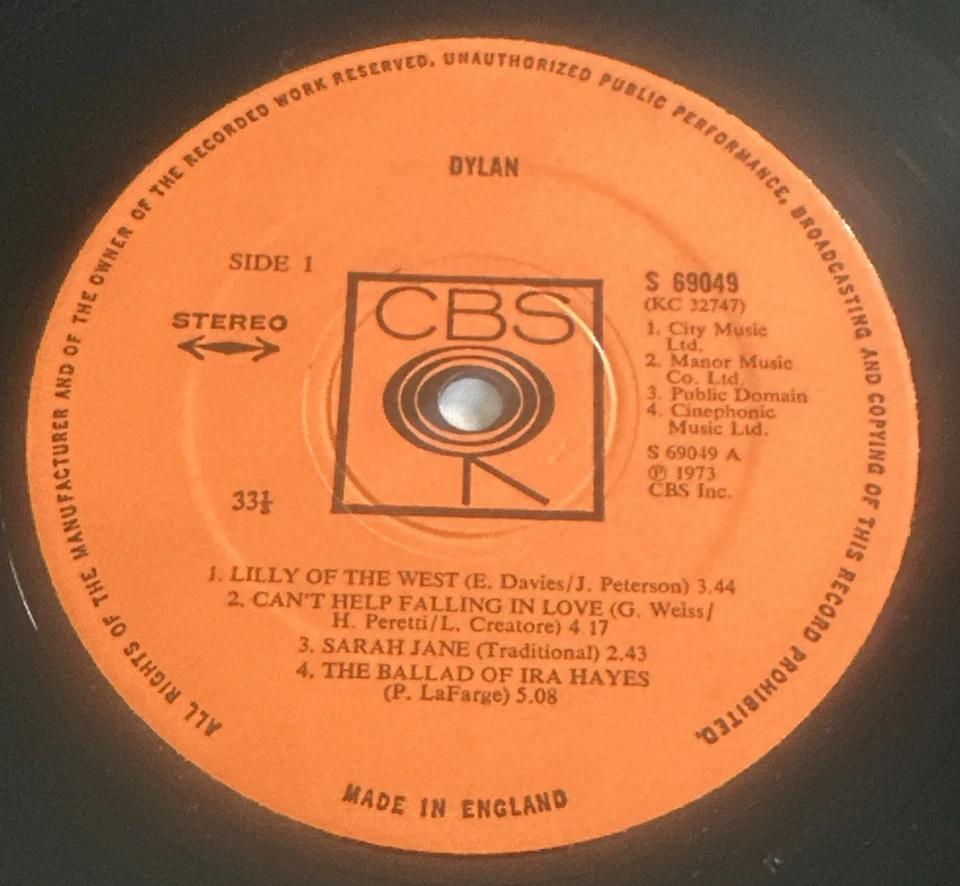 ALL RIGHTS OF THE MANUFACTURER AND OF THE OWNER OF THE RECORDED WORK RESERVED. UNAUTHORIZED PUBLIC PERFORMANCE, BROADCASTING AND COPYING OF THIS RECORD PROHIBITED.
DYLAN
SIDE 1
STEREO
33⅓
CBS
S 69049
(KC 32747)
1. City Music
Ltd.
2. Manor Music
Co. Ltd.
3. Public Domain
4. Cinephonic
Music Ltd.
S 69049 A
℗ 1973
CBS Inc.
1. LILLY OF THE WEST (E. Davies/J. Peterson) 3.44
2. CAN'T HELP FALLING IN LOVE (G. Weiss/
H. Peretti/L. Creatore) 4 17
3. SARAH JANE (Traditional) 2.43
4. THE BALLAD OF IRA HAYES
(P. LaFarge) 5.08
MADE IN ENGLAND